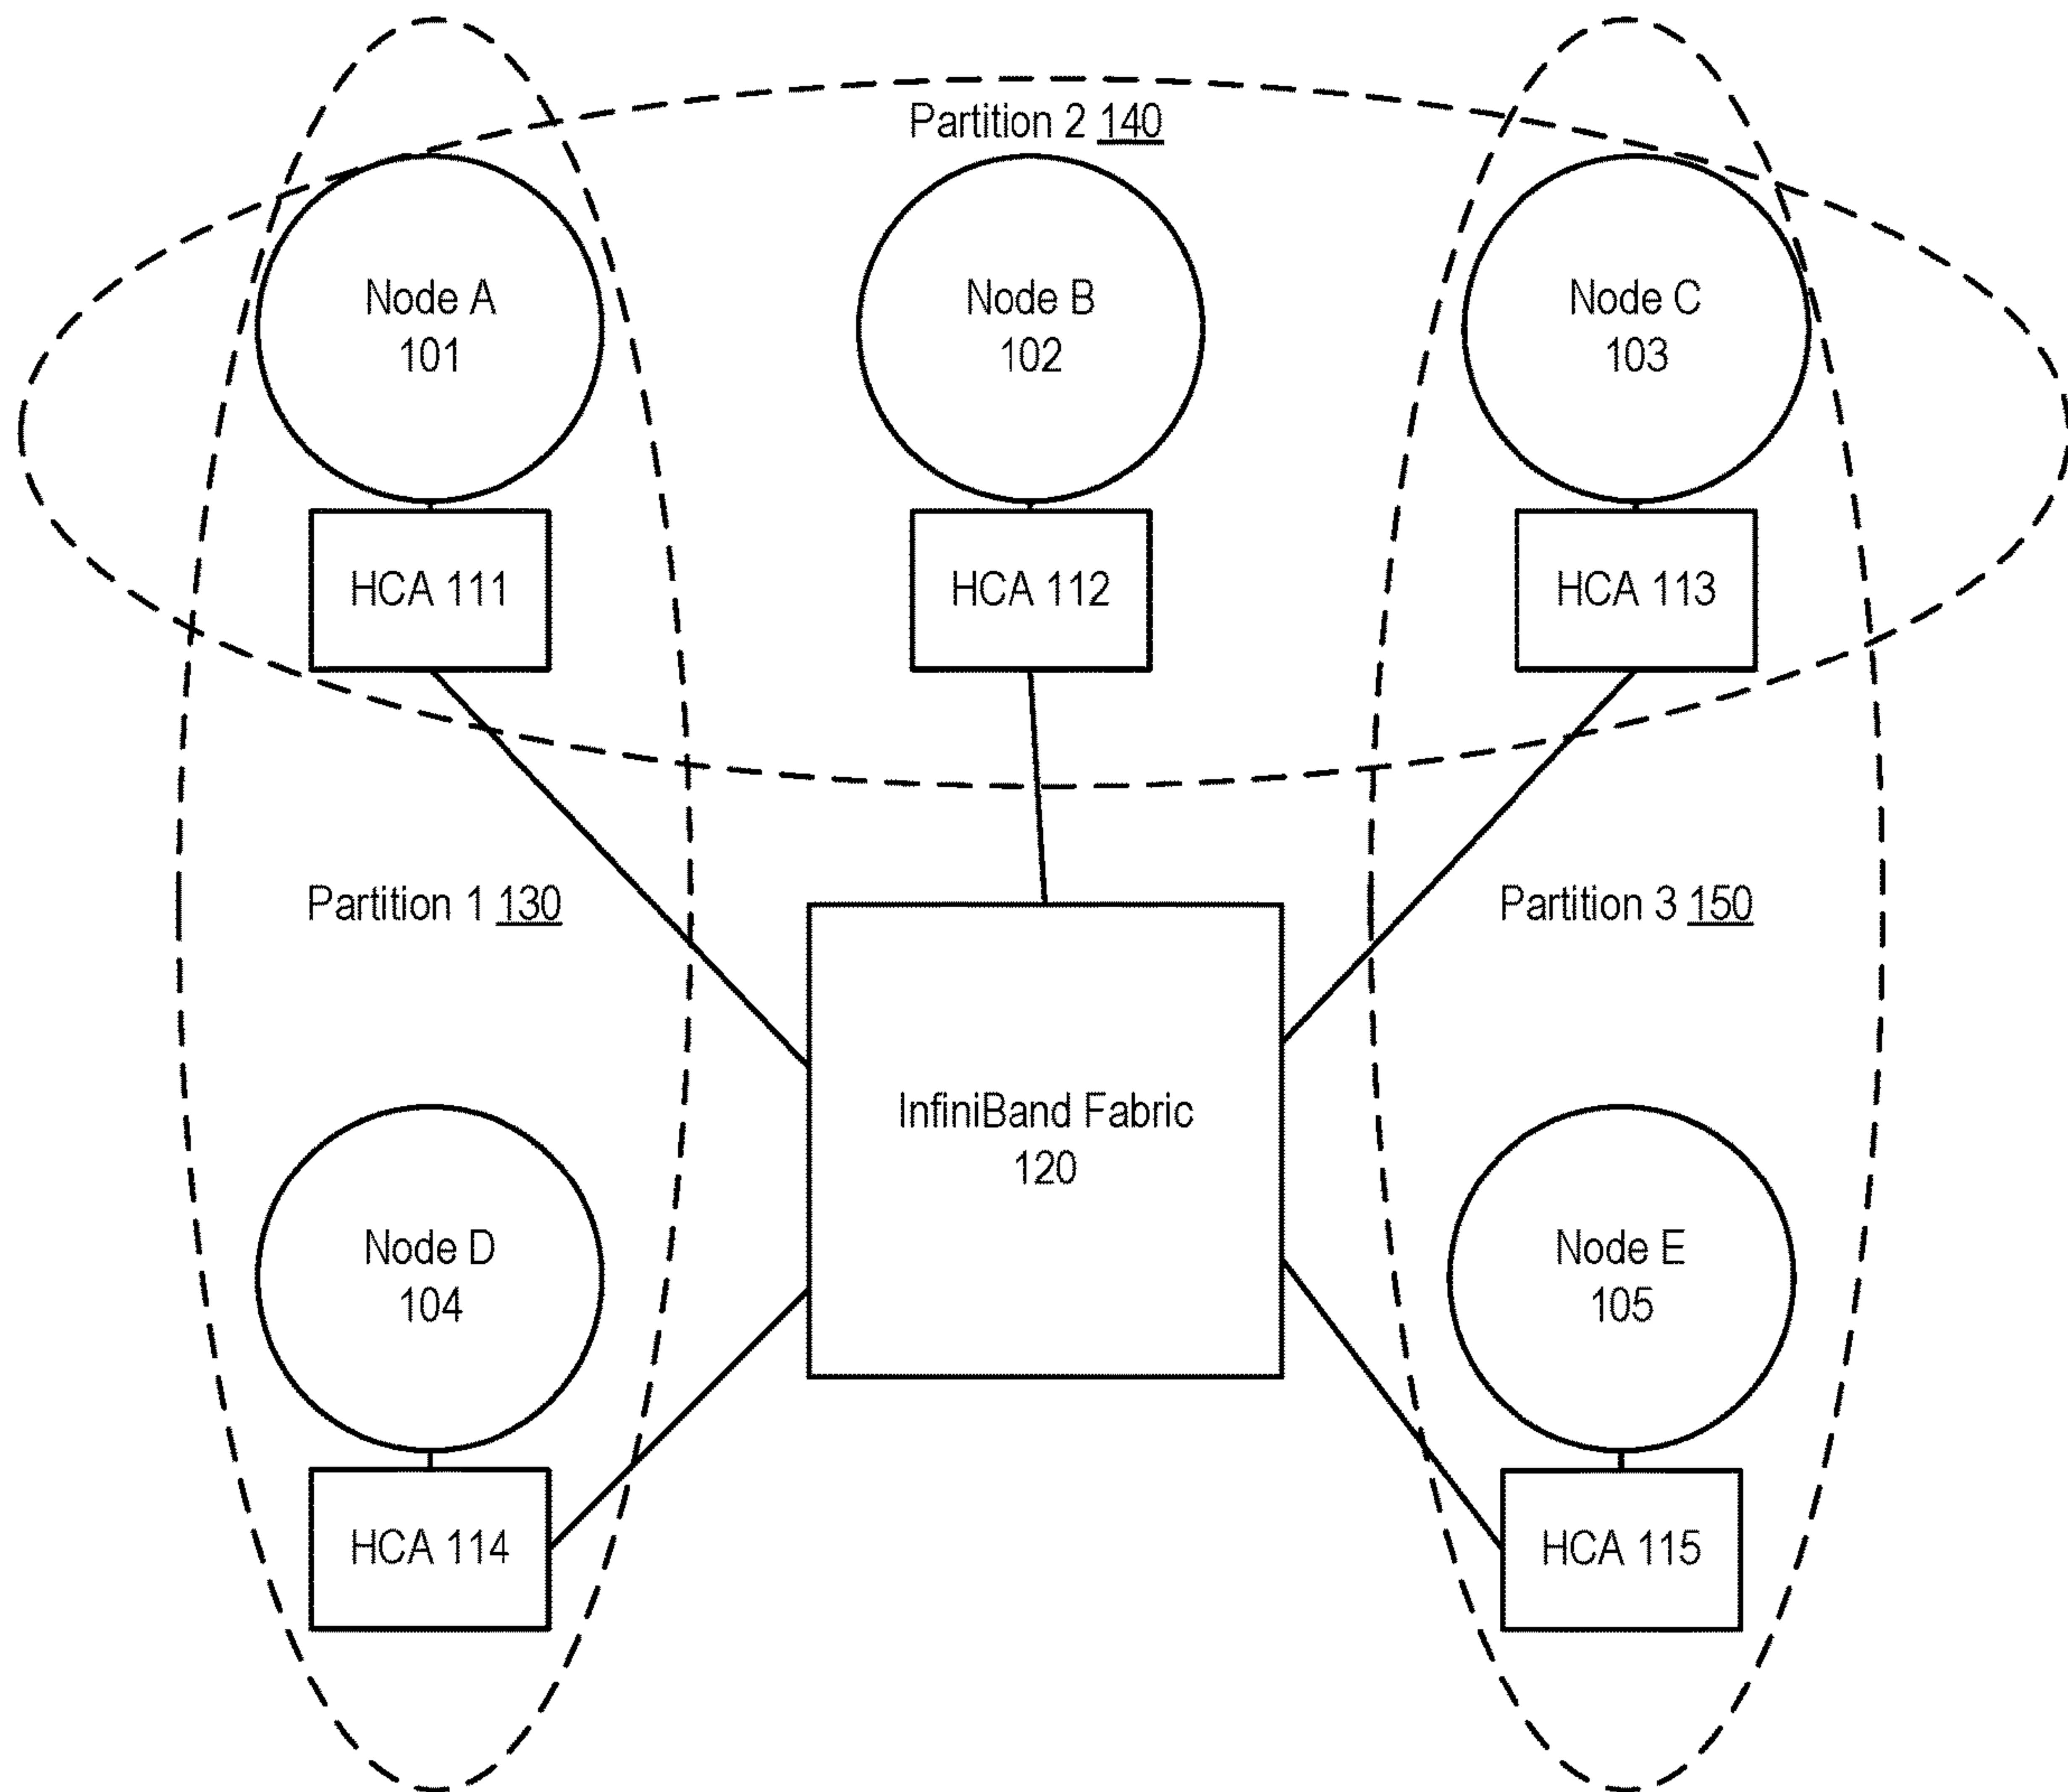 Partition 2 140
Node A
101
Node B
102
Node C
103
HCA 111
HCA 112
HCA 113
Partition 1 130
Partition 3 150
InfiniBand Fabric
120
Node D
104
Node E
105
HCA 114
HCA 115